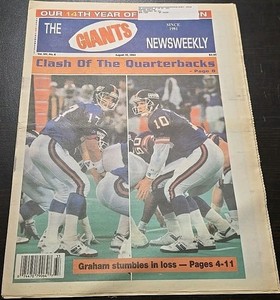 OUR 14TH YEAR OF
THE
GIANTS
SINCE
1981
NEWSWEEKLY
Clash Of The Quarterbacks
- Page 8
17
10
Graham stumbles in loss — Pages 4-11